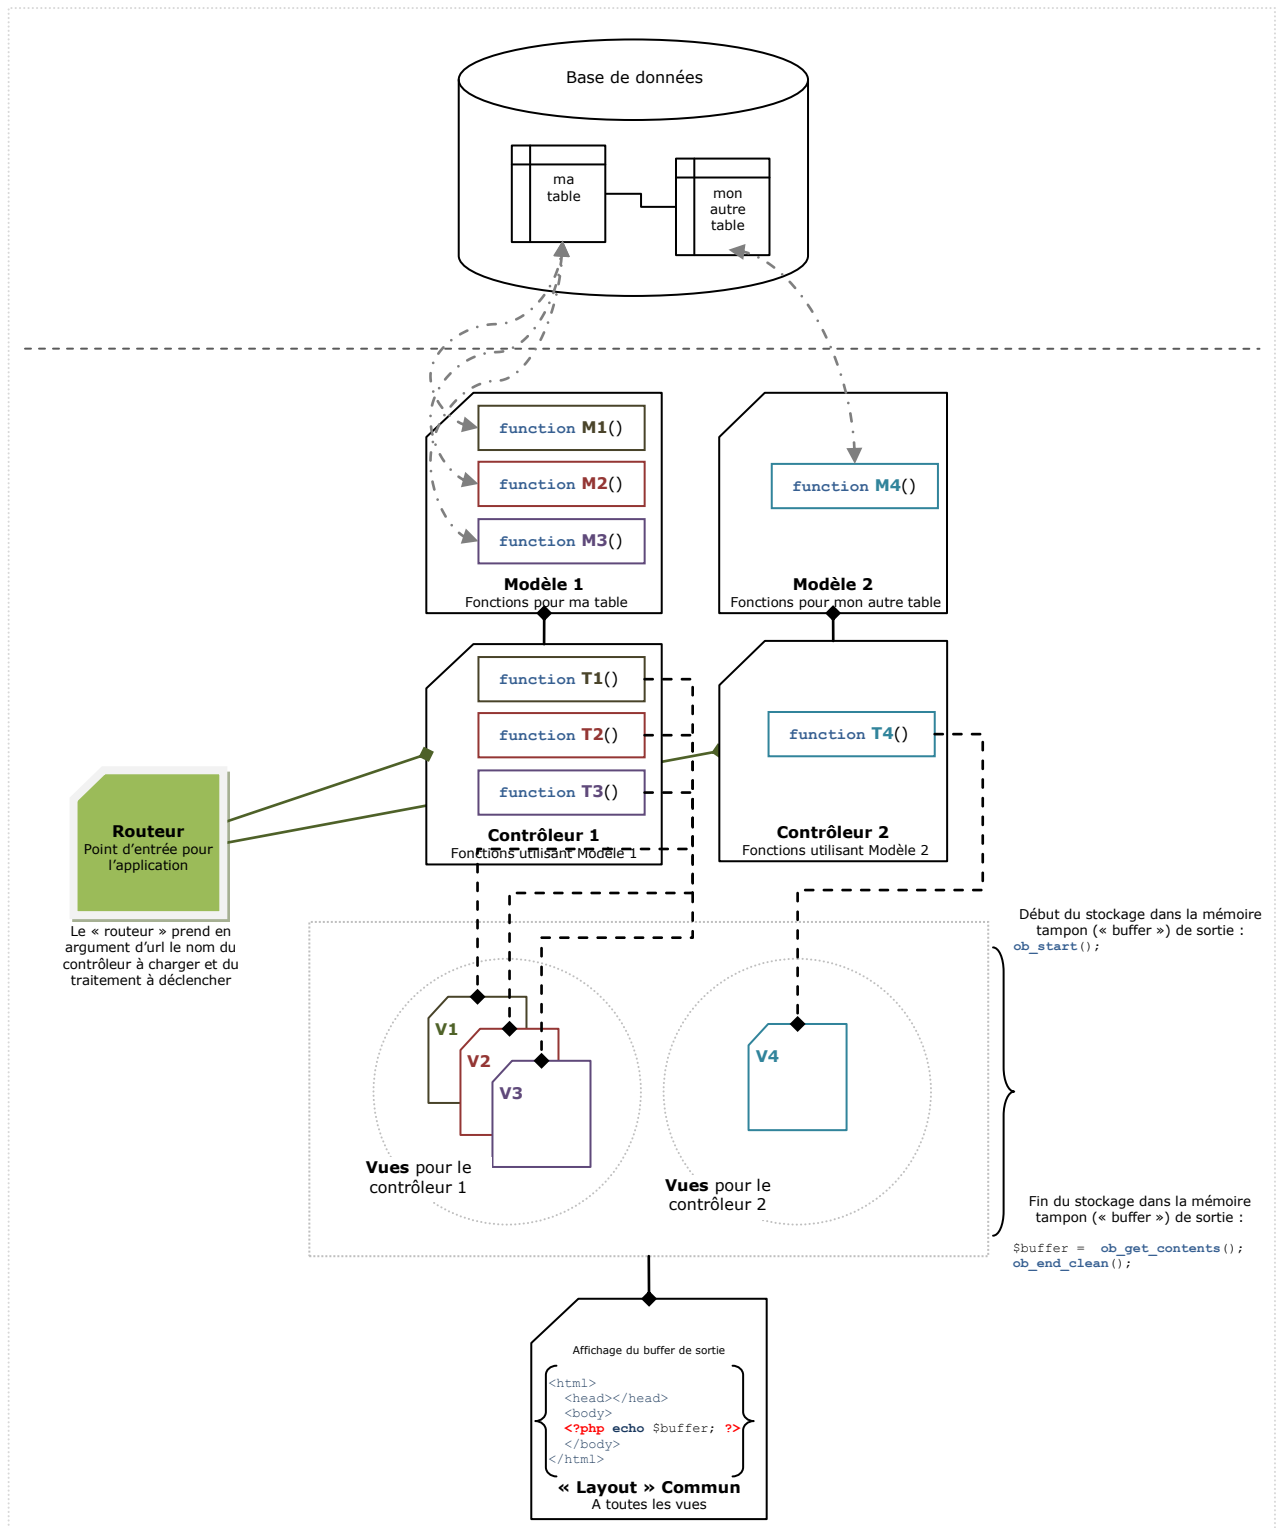 Base de données
ma
table
mon
autre
table
function M1()
function M2()
function M3()
Modèle 1
Fonctions pour ma table
function M4()
Modèle 2
Fonctions pour mon autre table
function T1()
function T2()
function T3()
Contrôleur 1
Fonctions utilisant Modèle 1
function T4()
Contrôleur 2
Fonctions utilisant Modèle 2
Routeur
Point d’entrée pour
l’application
Le « routeur » prend en
argument d’url le nom du
contrôleur à charger et du
traitement à déclencher
Début du stockage dans la mémoire
tampon (« buffer ») de sortie :
ob_start();
V1
V2
V3
Vues pour le
contrôleur 1
V4
Vues pour le
contrôleur 2
Fin du stockage dans la mémoire
tampon (« buffer ») de sortie :
$buffer = ob_get_contents();
ob_end_clean();
Affichage du buffer de sortie
<html>
<head></head>
<body>
<?php echo $buffer; ?>
</body>
</html>
« Layout » Commun
A toutes les vues